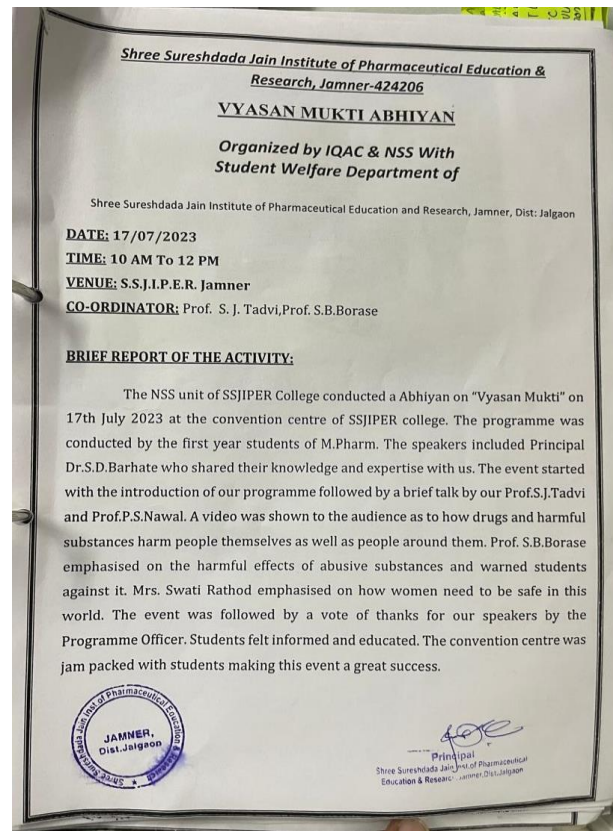 Shree Sureshdada Jain Institute of Pharmaceutical Education &
Research, Jamner-424206
VYASAN MUKTI ABHIYAN
Organized by IQAC & NSS With
Student Welfare Department of
Shree Sureshdada Jain Institute of Pharmaceutical Education and Research, Jamner, Dist: Jalgaon
DATE: 17/07/2023
TIME: 10 AM To 12 PM
VENUE: S.S.J.I.P.E.R. Jamner
CO-ORDINATOR: Prof. S. J. Tadvi,Prof. S.B.Borase
BRIEF REPORT OF THE ACTIVITY:
The NSS unit of SSJIPER College conducted a Abhiyan on "Vyasan Mukti" on
17th July 2023 at the convention centre of SSJIPER college. The programme was
conducted by the first year students of M.Pharm. The speakers included Principal
Dr.S.D.Barhate who shared their knowledge and expertise with us. The event started
with the introduction of our programme followed by a brief talk by our Prof.S.J.Tadvi
and Prof.P.S.Nawal. A video was shown to the audience as to how drugs and harmful
substances harm people themselves as well as people around them. Prof. S.B.Borase
emphasised on the harmful effects of abusive substances and warned students
against it. Mrs. Swati Rathod emphasised on how women need to be safe in this
world. The event was followed by a vote of thanks for our speakers by the
Programme Officer. Students felt informed and educated. The convention centre was
jam packed with students making this event a great success.
Shree Sureshdada Jain Inst of Pharmaceutical Education & Research
JAMNER,
Dist.Jalgaon
Principal
Shree Sureshdada Jain Inst.of Pharmaceutical
Education & Researc Jamner,Dist.Jalgaon